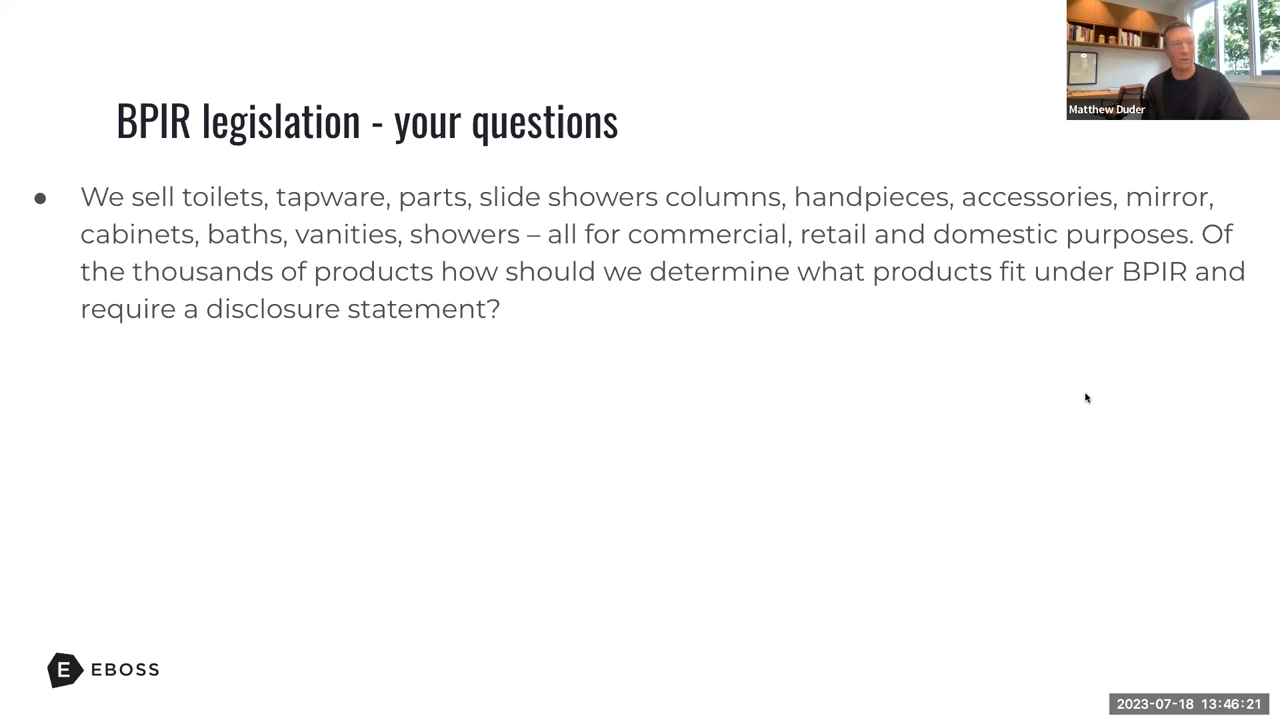 Matthew Duder
BPIR legislation - your questions
● We sell toilets, tapware, parts, slide showers columns, handpieces, accessories, mirror,
cabinets, baths, vanities, showers – all for commercial, retail and domestic purposes. Of
the thousands of products how should we determine what products fit under BPIR and
require a disclosure statement?
E EBOSS
2023-07-18 13:46:21